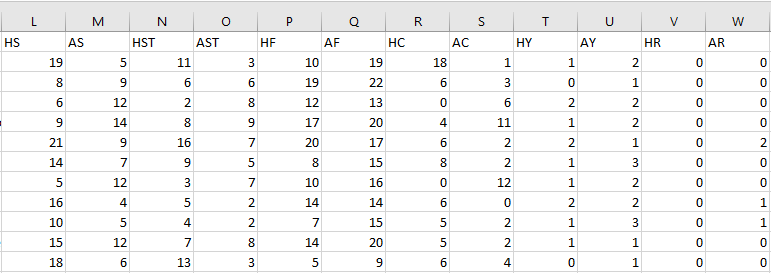 L M N O P Q R S T U V W
HS AS HST AST HF AF HC AC HY AY HR AR
19 5 11 3 10 19 18 1 1 2 0 0
8 9 6 6 19 22 6 3 0 1 0 0
6 12 2 8 12 13 0 6 2 2 0 0
9 14 8 9 17 20 4 11 1 2 0 0
21 9 16 7 20 17 6 2 2 1 0 2
14 7 9 5 8 15 8 2 1 3 0 0
5 12 3 7 10 16 0 12 1 2 0 0
16 4 5 2 14 14 6 0 2 2 0 1
10 5 4 2 7 15 5 2 1 3 0 1
15 12 7 8 14 20 5 2 1 1 0 0
18 6 13 3 5 9 6 4 0 1 0 0